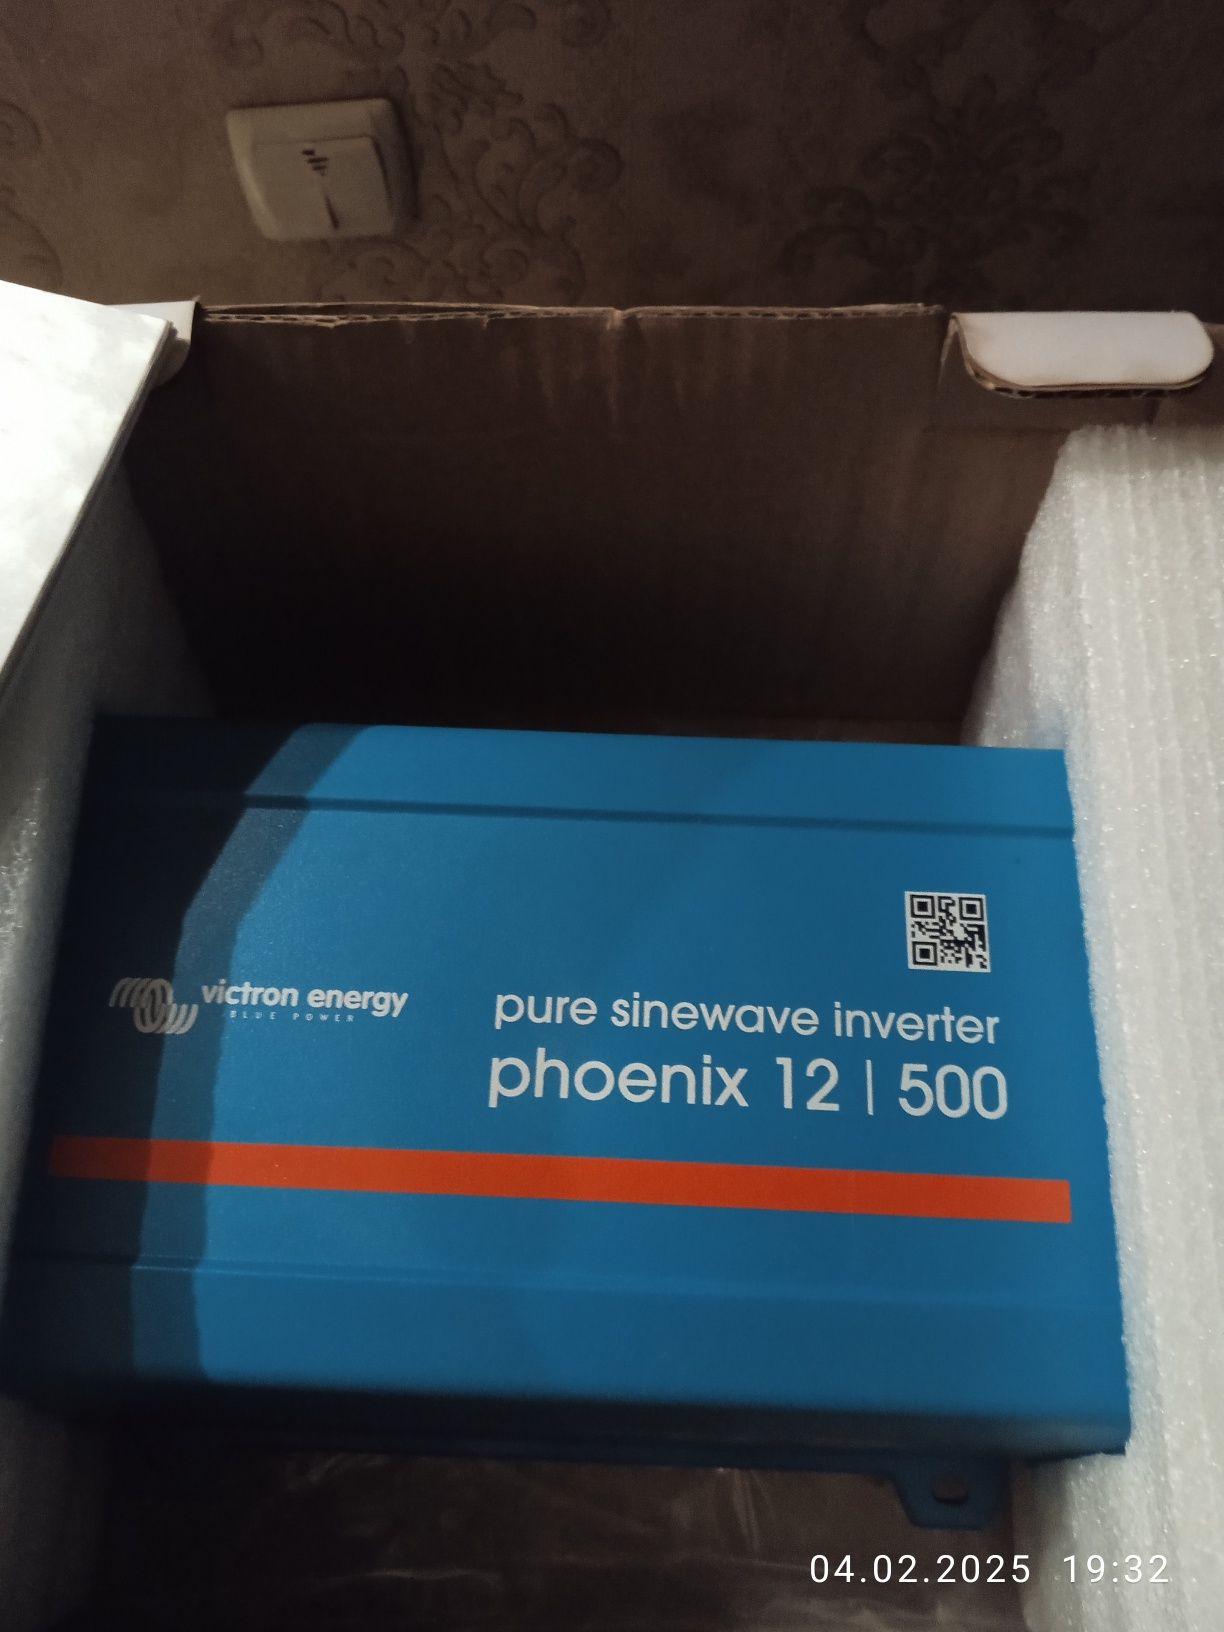 victron energy
BLUE POWER
pure sinewave inverter
phoenix 12 | 500
04.02.2025 19:32